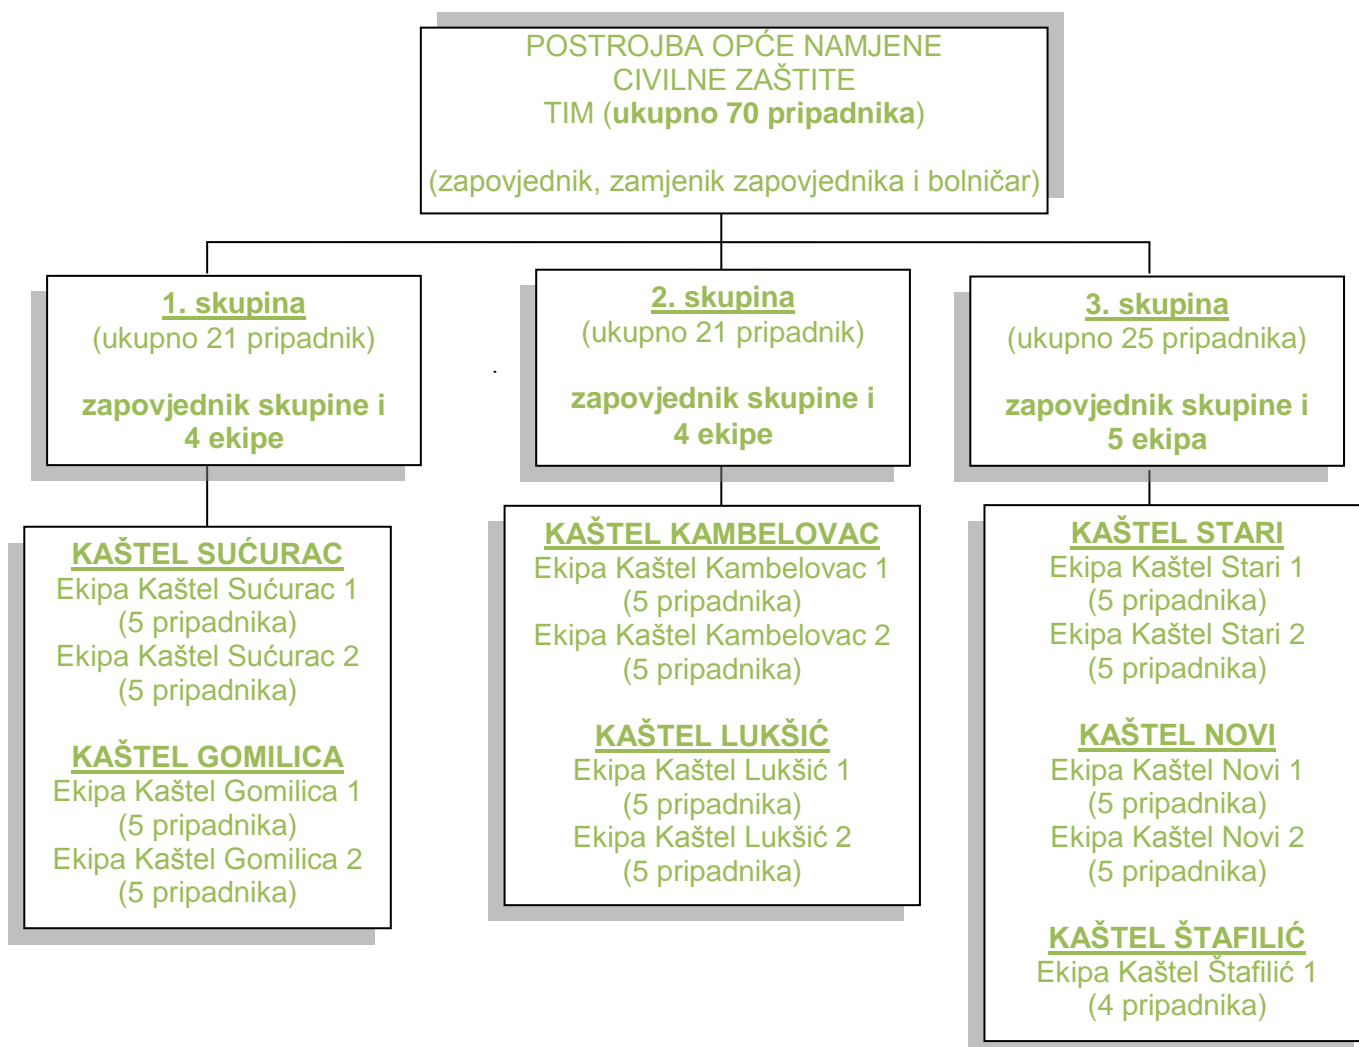 POSTROJBA OPĆE NAMJENE
CIVILNE ZAŠTITE
TIM (ukupno 70 pripadnika)
(zapovjednik, zamjenik zapovjednika i bolničar)
1. skupina
(ukupno 21 pripadnik)
zapovjednik skupine i
4 ekipe
2. skupina
(ukupno 21 pripadnik)
zapovjednik skupine i
4 ekipe
3. skupina
(ukupno 25 pripadnika)
zapovjednik skupine i
5 ekipa
.
KAŠTEL SUĆURAC
Ekipa Kaštel Sućurac 1
(5 pripadnika)
Ekipa Kaštel Sućurac 2
(5 pripadnika)
KAŠTEL GOMILICA
Ekipa Kaštel Gomilica 1
(5 pripadnika)
Ekipa Kaštel Gomilica 2
(5 pripadnika)
KAŠTEL KAMBELOVAC
Ekipa Kaštel Kambelovac 1
(5 pripadnika)
Ekipa Kaštel Kambelovac 2
(5 pripadnika)
KAŠTEL LUKŠIĆ
Ekipa Kaštel Lukšić 1
(5 pripadnika)
Ekipa Kaštel Lukšić 2
(5 pripadnika)
KAŠTEL STARI
Ekipa Kaštel Stari 1
(5 pripadnika)
Ekipa Kaštel Stari 2
(5 pripadnika)
KAŠTEL NOVI
Ekipa Kaštel Novi 1
(5 pripadnika)
Ekipa Kaštel Novi 2
(5 pripadnika)
KAŠTEL ŠTAFILIĆ
Ekipa Kaštel Štafilić 1
(4 pripadnika)